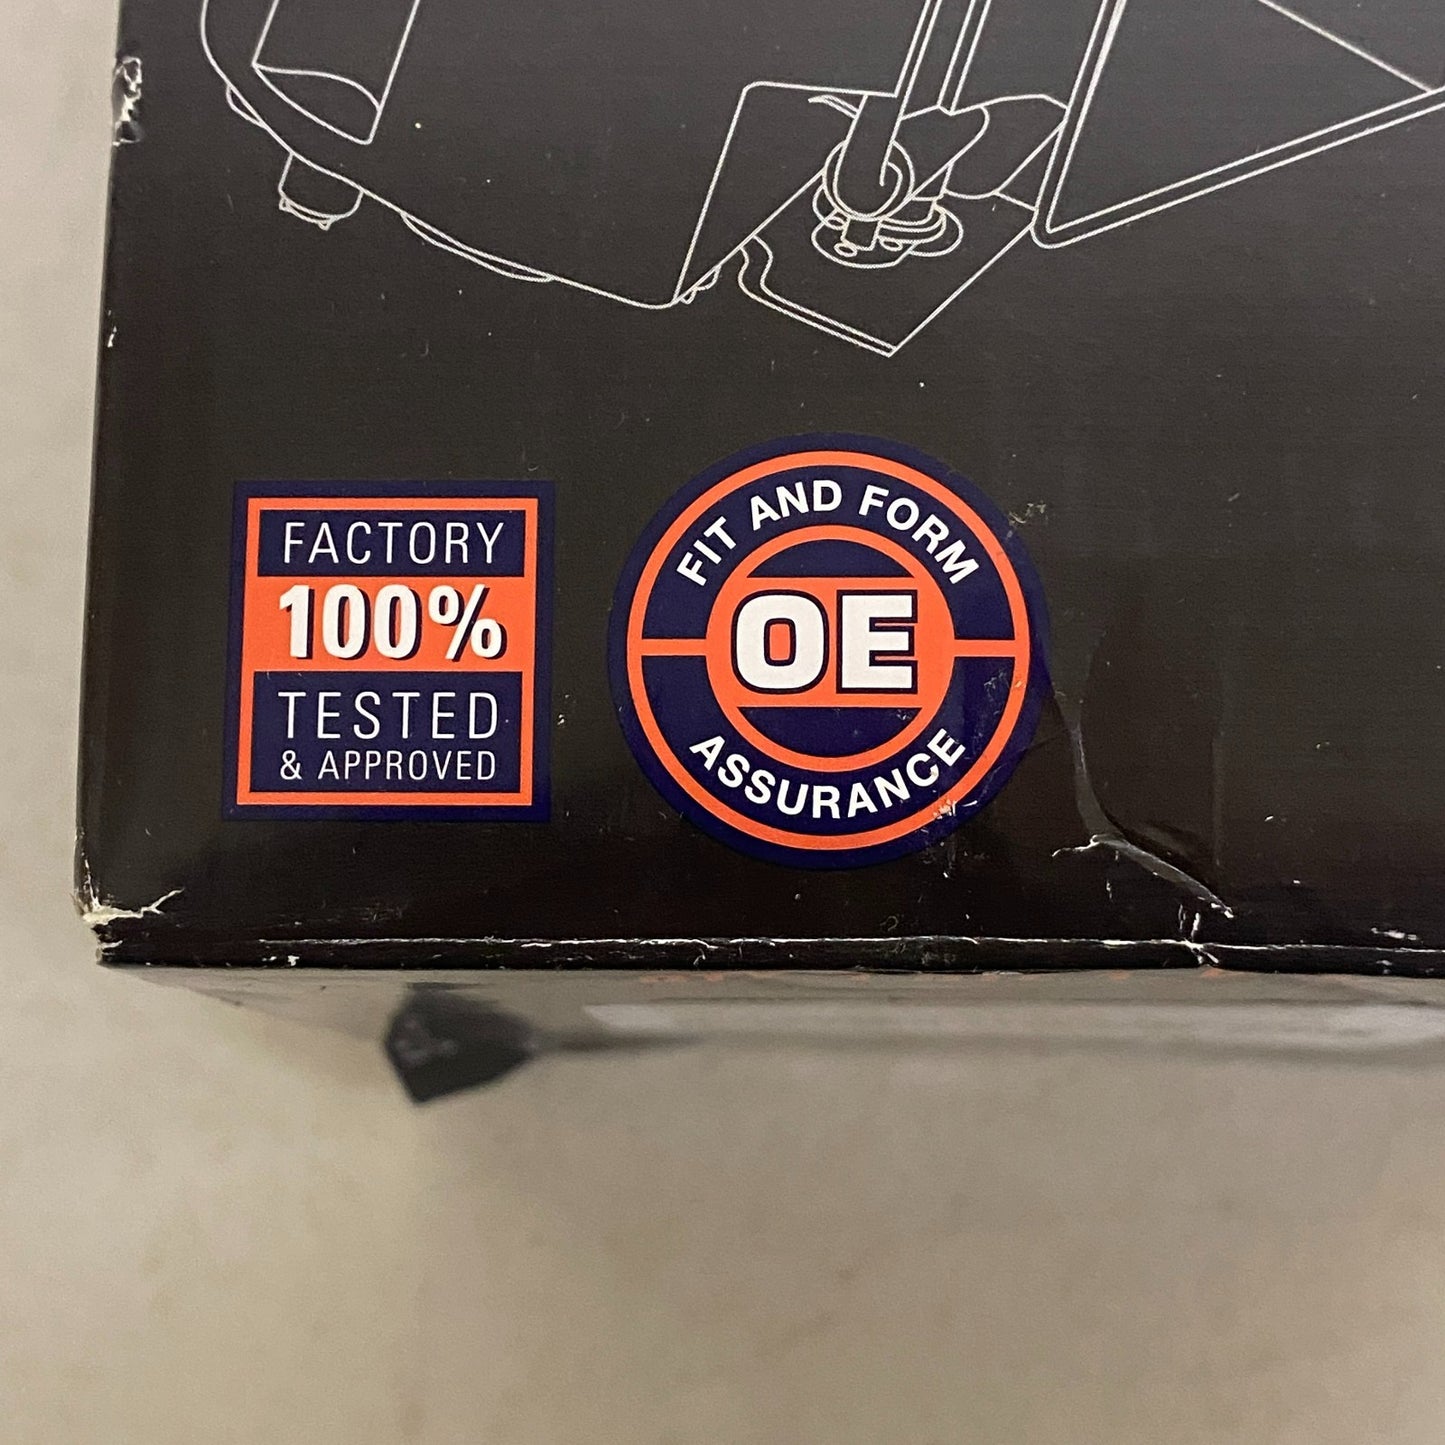 FACTORY
100%
TESTED
& APPROVED
FIT AND FORM
OE
ASSURANCE